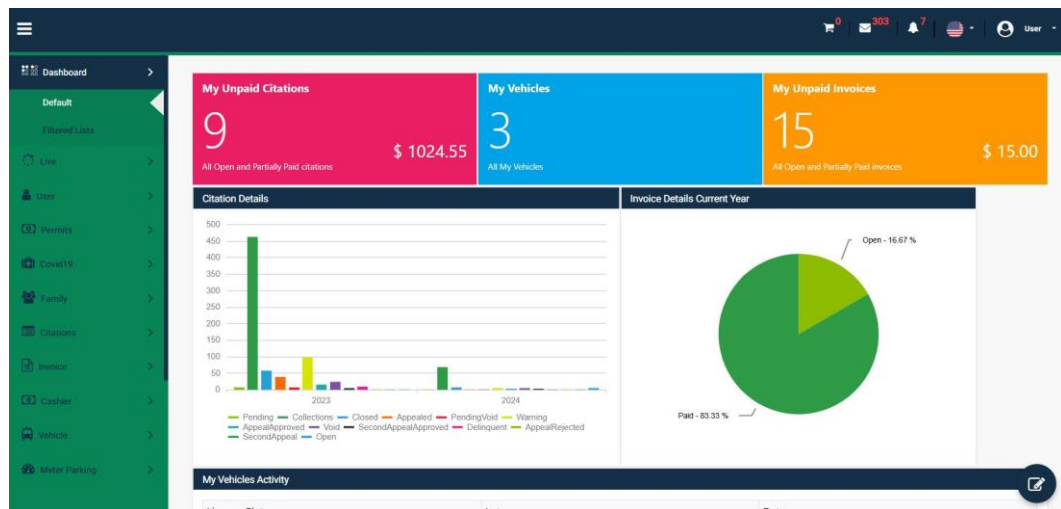 0
303
7
User
Dashboard
Default
Filtered Lists
Live
User
Permits
Covid19
Family
Citations
Invoice
Cashier
Vehicle
Meter Parking
My Unpaid Citations
9
$ 1024.55
All Open and Partially Paid citations
My Vehicles
3
All My Vehicles
My Unpaid Invoices
15
$ 15.00
All Open and Partially Paid invoices
Citation Details
500
450
400
350
300
250
200
150
100
50
0
2023 2024
Pending Collections Closed Appealed PendingVoid Warning
AppealApproved Void SecondAppealApproved Delinquent AppealRejected
SecondAppeal Open
Invoice Details Current Year
Open - 16.67 %
Paid - 83.33 %
My Vehicles Activity